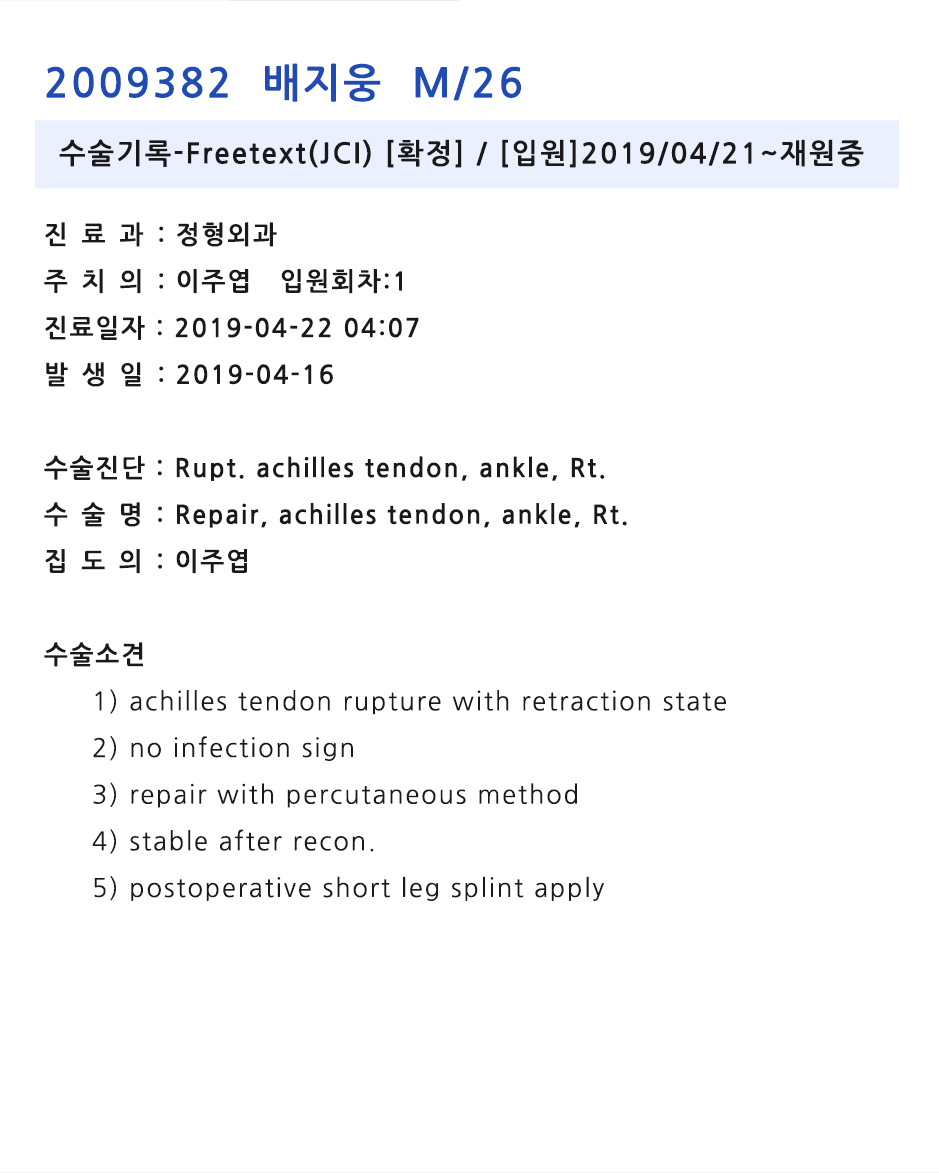 2009382 배지웅 M/26
수술기록-Freetext(JCI) [확정] / [입원]2019/04/21~재원중
진 료 과 : 정형외과
주 치 의 : 이주엽 입원회차:1
진료일자 : 2019-04-22 04:07
발 생 일 : 2019-04-16
수술진단 : Rupt. achilles tendon, ankle, Rt.
수 술 명 : Repair, achilles tendon, ankle, Rt.
집 도 의 : 이주엽
수술소견
1) achilles tendon rupture with retraction state
2) no infection sign
3) repair with percutaneous method
4) stable after recon.
5) postoperative short leg splint apply